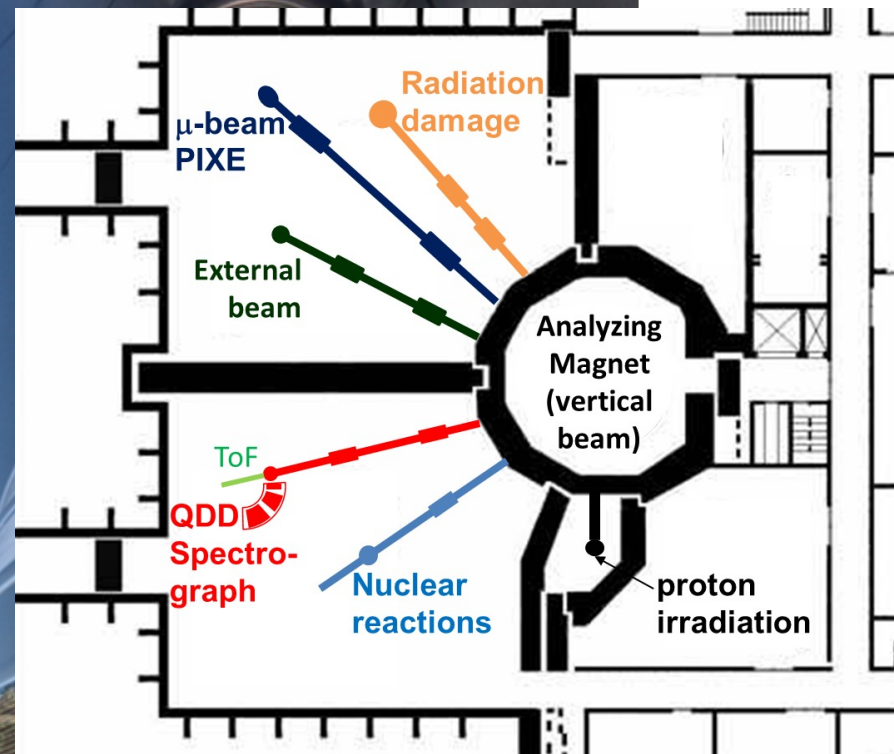 μ-beam
PIXE
Radiation
damage
External
beam
Analyzing
Magnet
(vertical
beam)
ToF
QDD
Spectro-
graph
Nuclear
reactions
proton
irradiation